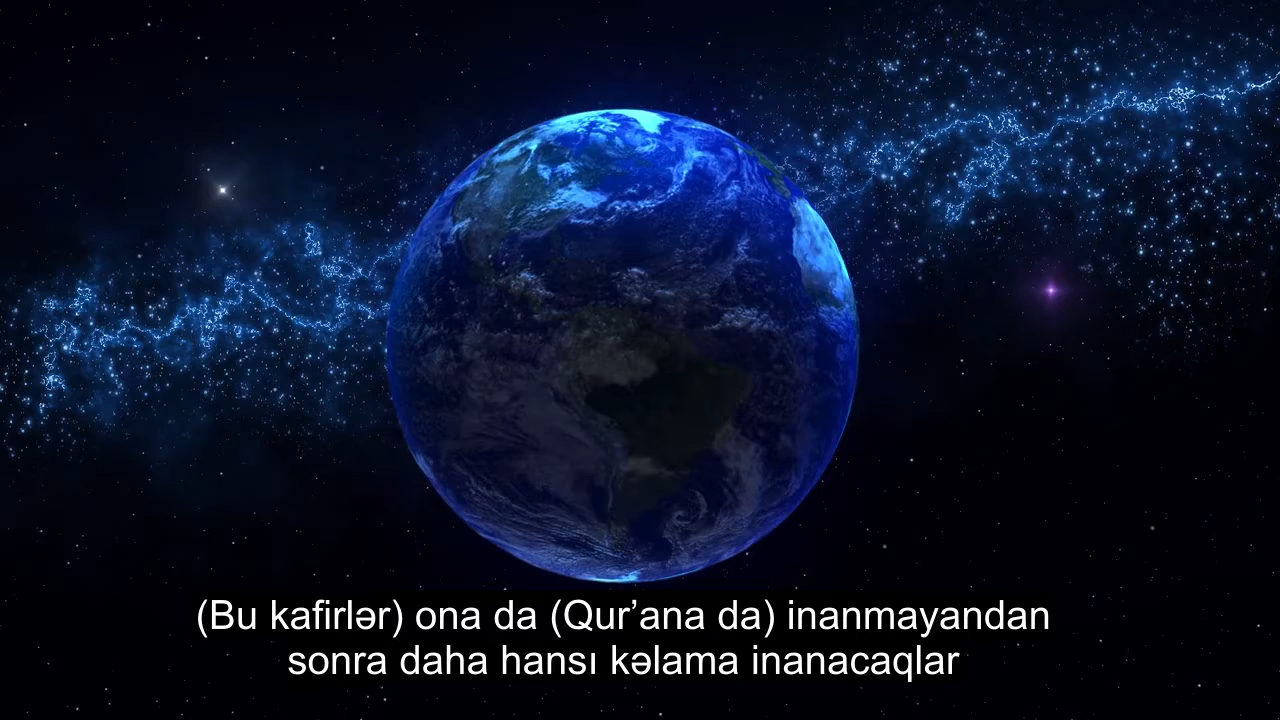 (Bu kafirlər) ona da (Qur’ana da) inanmayandan
sonra daha hansı kəlama inanacaqlar